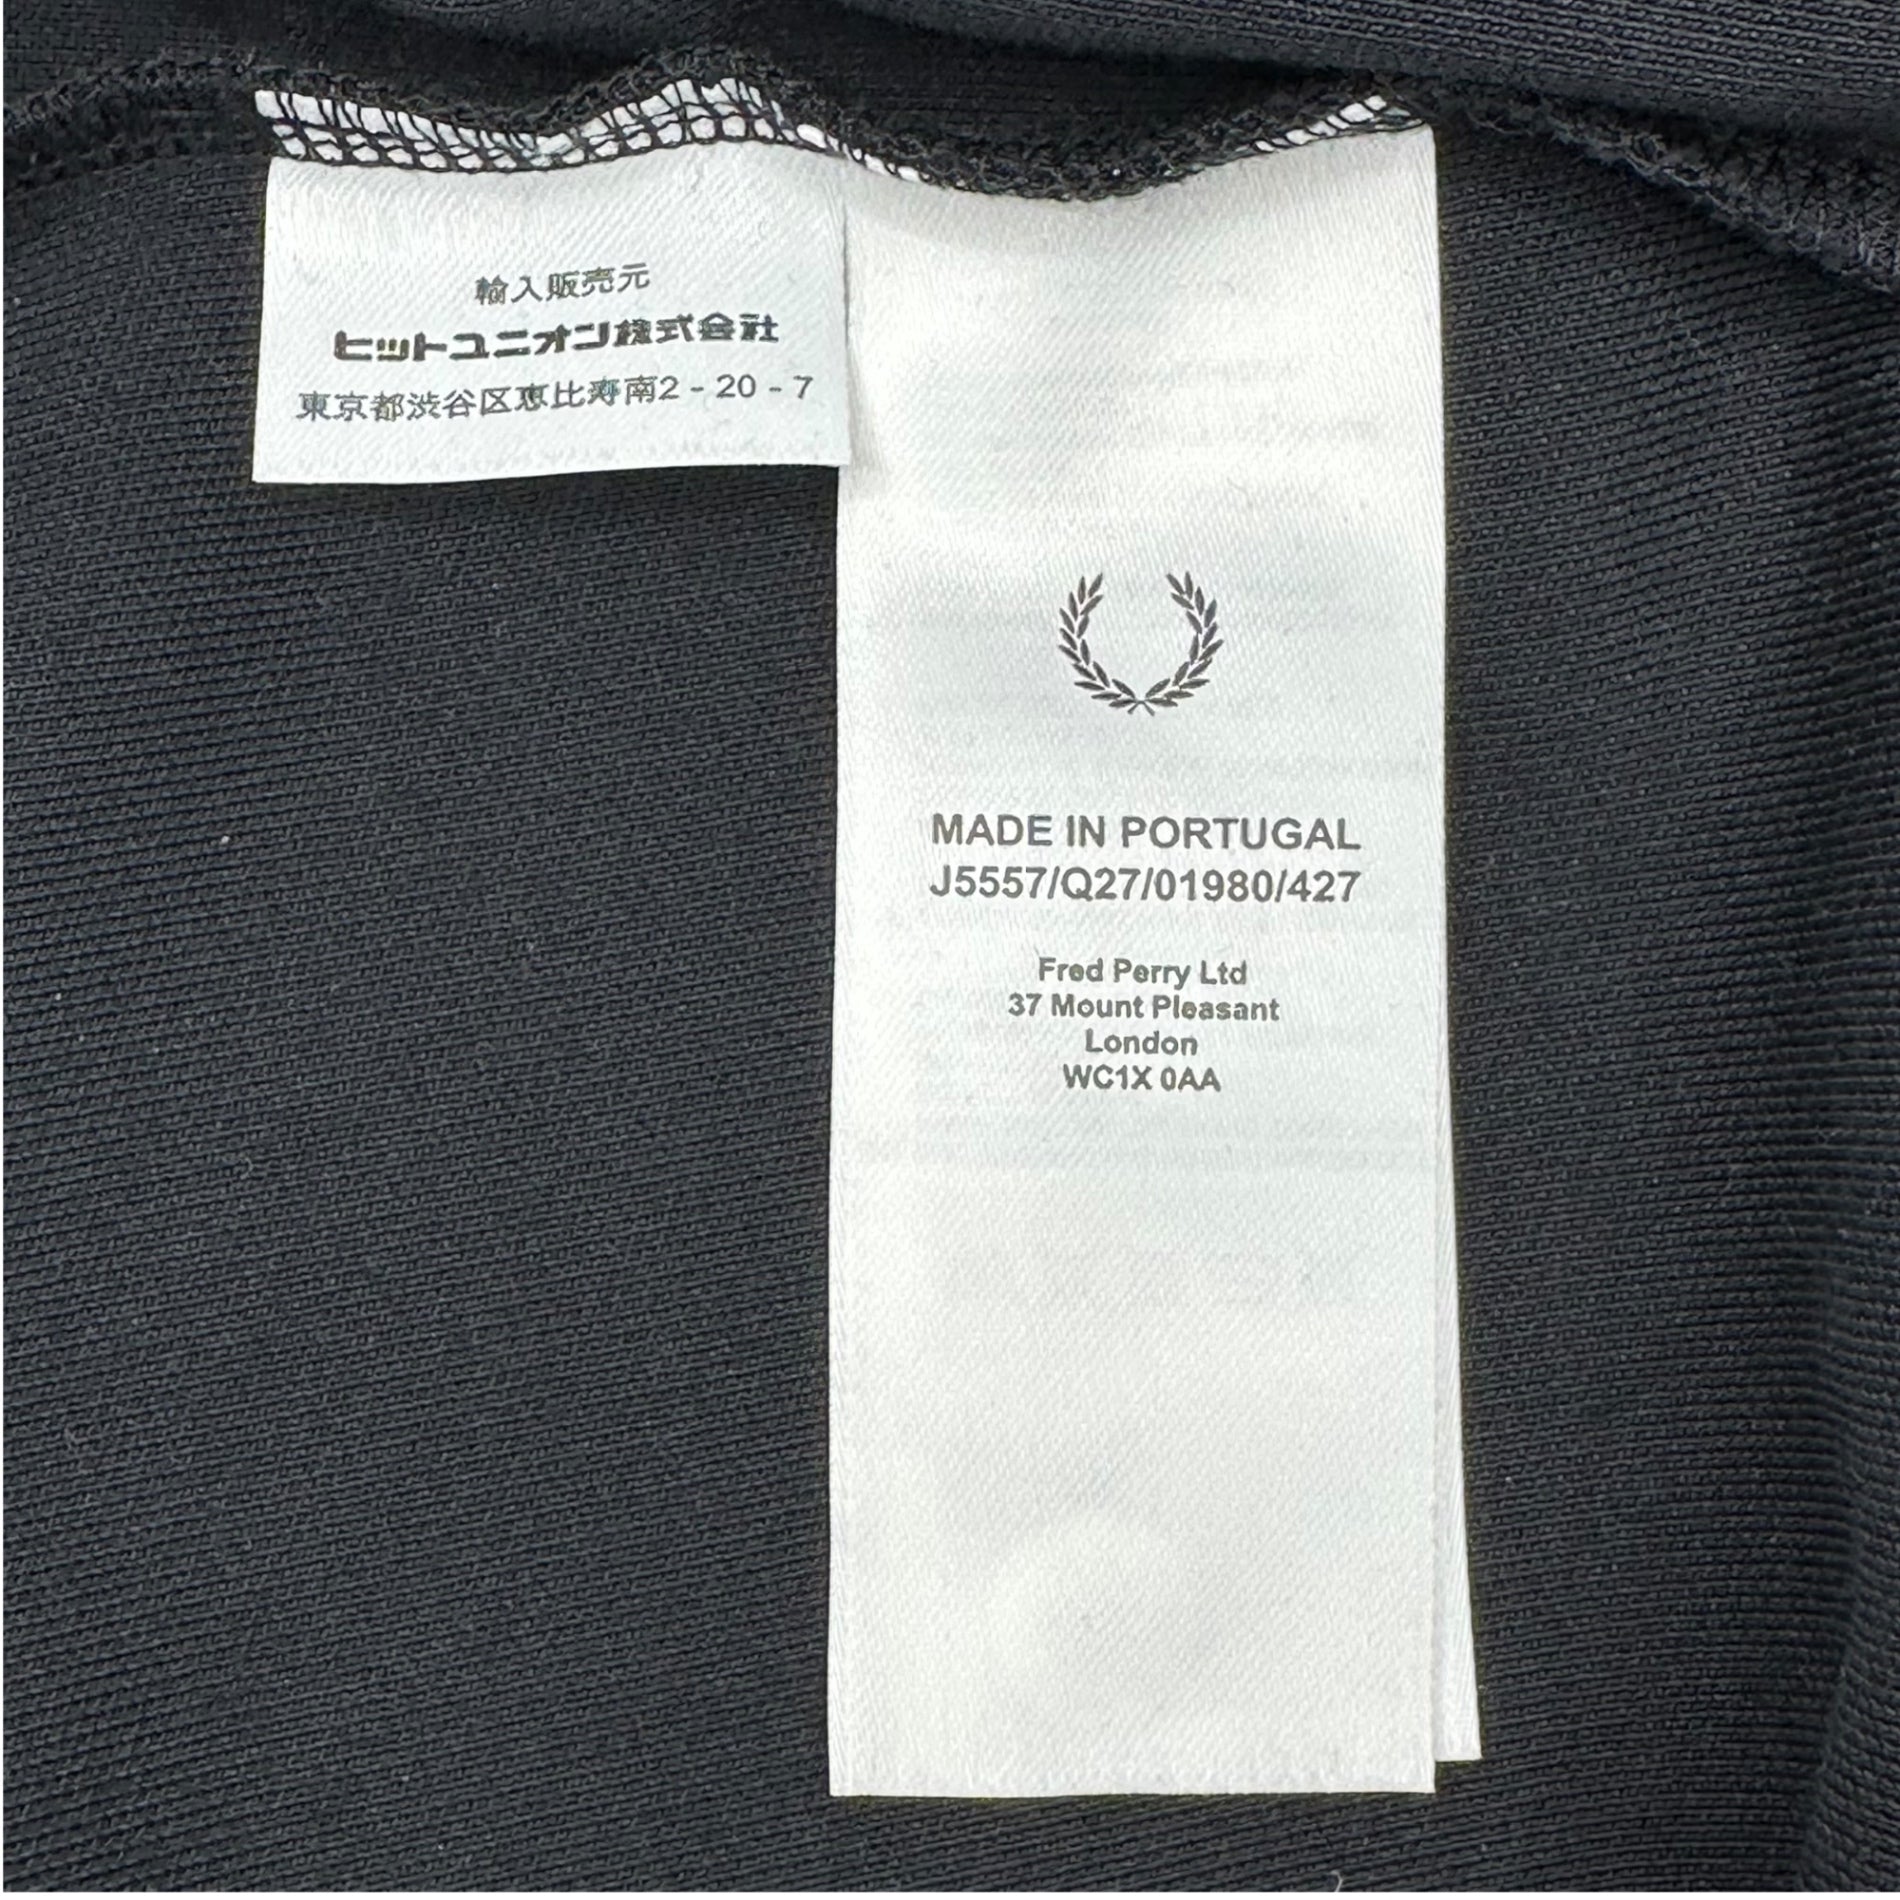 輸入販売元
ヒットユニオン株式会社
東京都渋谷区恵比寿南2-20-7
MADE IN PORTUGAL
J5557/Q27/01980/427
Fred Perry Ltd
37 Mount Pleasant
London
WC1X 0AA